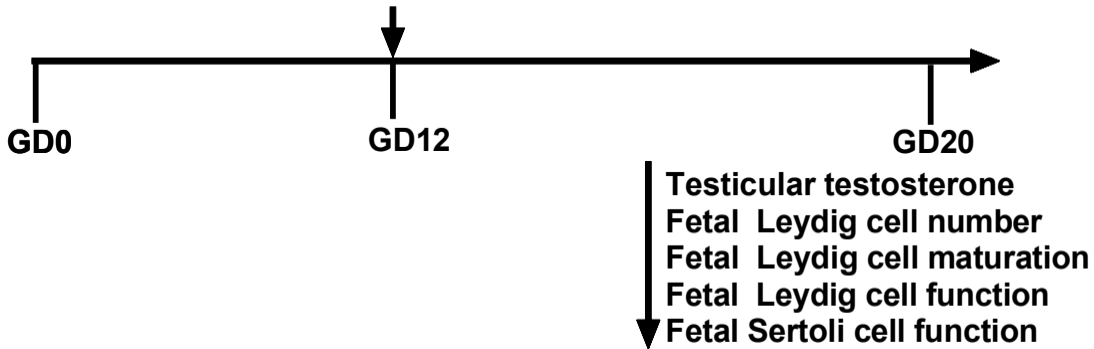 GD0
GD12
GD20
Testicular testosterone
Fetal Leydig cell number
Fetal Leydig cell maturation
Fetal Leydig cell function
Fetal Sertoli cell function